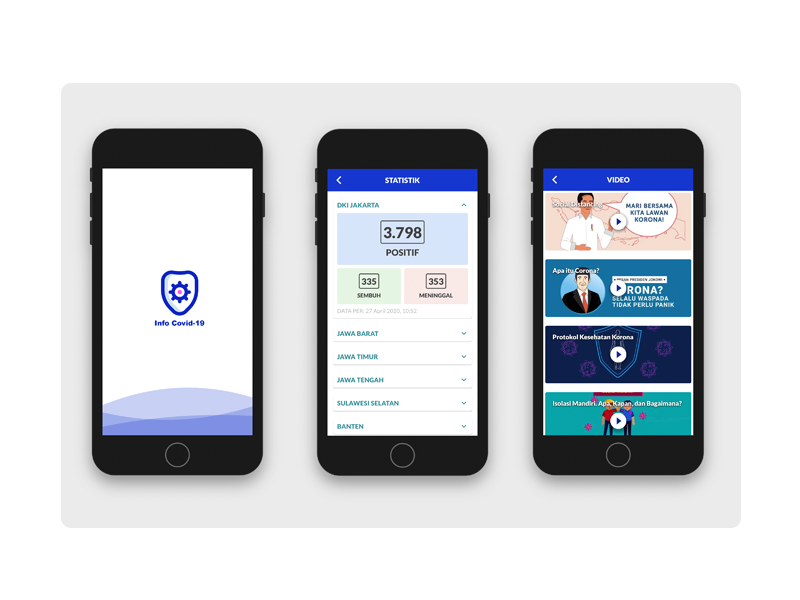 Info Covid-19
STATISTIK
DKI JAKARTA
3.798
POSITIF
335
SEMBUH
353
MENINGGAL
DATA PER: 27 April 2020, 10:52
JAWA BARAT
JAWA TIMUR
JAWA TENGAH
SULAWESI SELATAN
BANTEN
VIDEO
Social Distancing
MARI BERSAMA
KITA LAWAN
KORONA!
Apa itu Corona?
PESAN PRESIDEN JOKOWI
RONA?
SELALU WASPADA
TIDAK PERLU PANIK
Protokol Kesehatan Korona
Isolasi Mandiri. Apa, Kapan, dan Bagaimana?